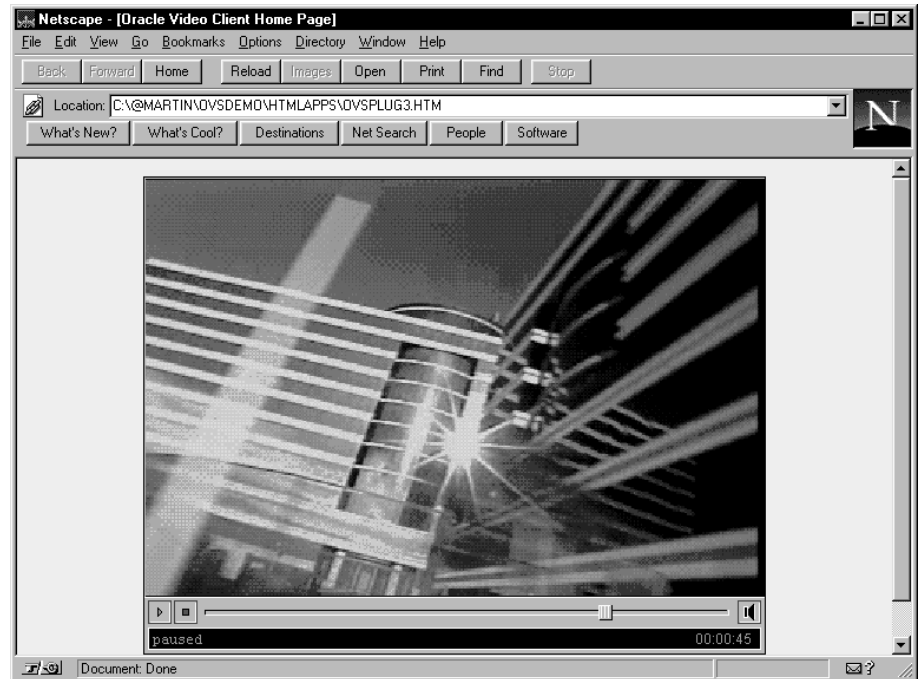 Netscape - [Oracle Video Client Home Page]
File Edit View Go Bookmarks Options Directory Window Help
Back Forward Home Reload Images Open Print Find Stop
Location: C:\@MARTIN\OVSDEMO\HTMLAPPS\OVSPLUG3.HTM
N
What's New? What's Cool? Destinations Net Search People Software
paused 00:00:45
Document: Done ?